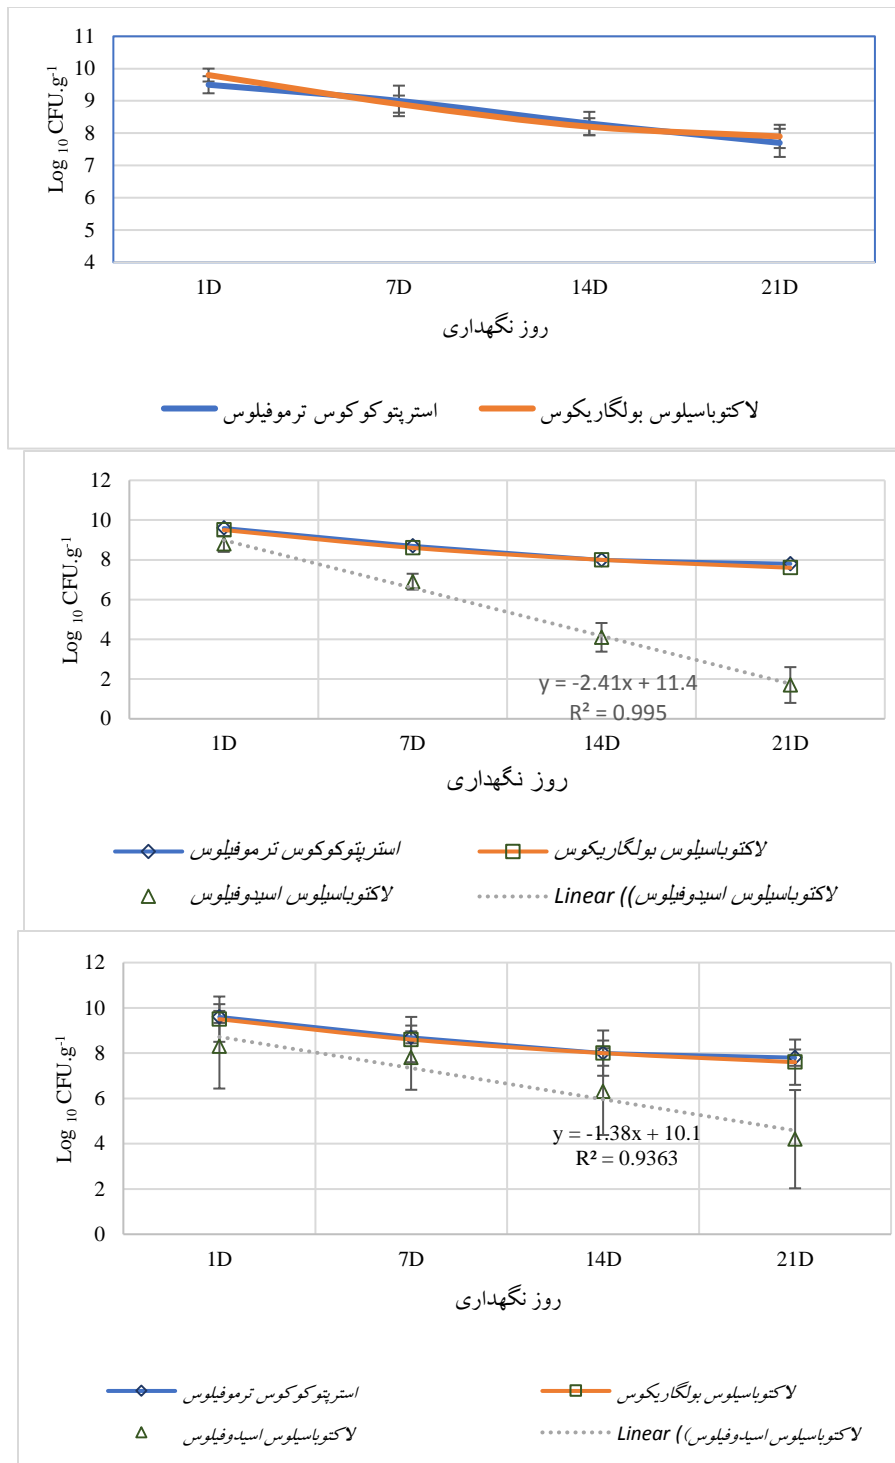 11
10
9
8
7
6
5
4
Log 10 CFU.g-1
1D 7D 14D 21D
روز نگهداری
استرپتوکوکوس ترموفیلوس لاکتوباسیلوس بولگاریکوس
12
10
8
6
4
2
0
Log 10 CFU.g-1
y = -2.41x + 11.4
R² = 0.995
1D 7D 14D 21D
روز نگهداری
استرپتوکوکوس ترموفیلوس لاکتوباسیلوس بولگاریکوس
لاکتوباسیلوس اسیدوفیلوس Linear ((لاکتوباسیلوس اسیدوفیلوس
12
10
8
6
4
2
0
Log 10 CFU.g-1
y = -1.38x + 10.1
R² = 0.9363
1D 7D 14D 21D
روز نگهداری
استرپتوکوکوس ترموفیلوس لاکتوباسیلوس بولگاریکوس
لاکتوباسیلوس اسیدوفیلوس Linear ((لاکتوباسیلوس اسیدوفیلوس